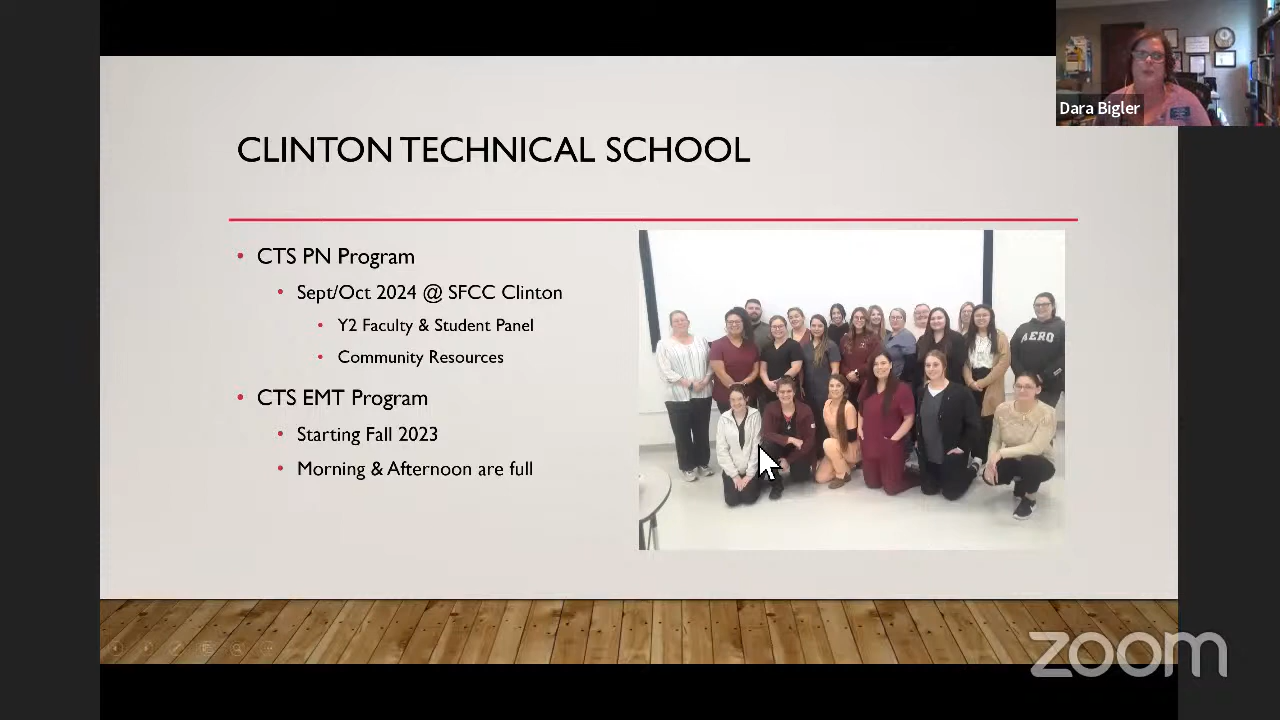 Dara Bigler
CLINTON TECHNICAL SCHOOL
• CTS PN Program
• Sept/Oct 2024 @ SFCC Clinton
• Y2 Faculty & Student Panel
• Community Resources
• CTS EMT Program
• Starting Fall 2023
• Morning & Afternoon are full
AERO
zoom